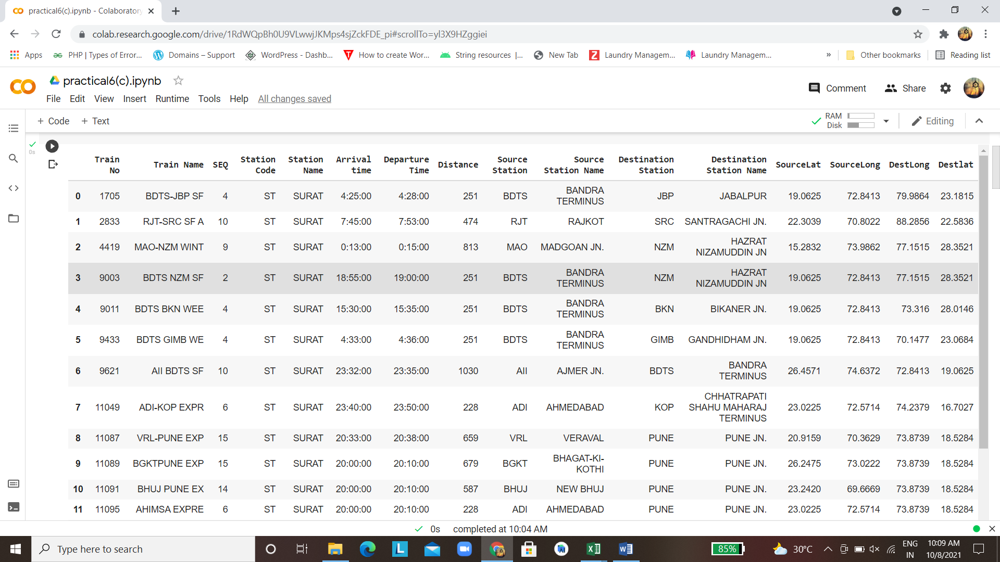 practical6(c).ipynb - Colaboratory
colab.research.google.com/drive/1RdWQpBh0U9VLwwjJKMps4sjZckFDE_pi#scrollTo=yl3X9HZggiei
Apps PHP | Types of Error... Domains – Support WordPress - Dashb... How to create Wor... String resources |... New Tab Laundry Managem... Laundry Managem... » Other bookmarks Reading list
practical6(c).ipynb
Comment Share
File Edit View Insert Runtime Tools Help All changes saved
+ Code + Text RAM Disk Editing
0s
Train No Train Name SEQ Station Code Station Name Arrival time Departure Time Distance Source Station Source Station Name Destination Station Destination Station Name SourceLat SourceLong DestLong Destlat
0 1705 BDTS-JBP SF 4 ST SURAT 4:25:00 4:28:00 251 BDTS BANDRA TERMINUS JBP JABALPUR 19.0625 72.8413 79.9864 23.1815
1 2833 RJT-SRC SF A 10 ST SURAT 7:45:00 7:53:00 474 RJT RAJKOT SRC SANTRAGACHI JN. 22.3039 70.8022 88.2856 22.5836
2 4419 MAO-NZM WINT 9 ST SURAT 0:13:00 0:15:00 813 MAO MADGOAN JN. NZM HAZRAT NIZAMUDDIN JN 15.2832 73.9862 77.1515 28.3521
3 9003 BDTS NZM SF 2 ST SURAT 18:55:00 19:00:00 251 BDTS BANDRA TERMINUS NZM HAZRAT NIZAMUDDIN JN 19.0625 72.8413 77.1515 28.3521
4 9011 BDTS BKN WEE 4 ST SURAT 15:30:00 15:35:00 251 BDTS BANDRA TERMINUS BKN BIKANER JN. 19.0625 72.8413 73.316 28.0146
5 9433 BDTS GIMB WE 4 ST SURAT 4:33:00 4:36:00 251 BDTS BANDRA TERMINUS GIMB GANDHIDHAM JN. 19.0625 72.8413 70.1477 23.0684
6 9621 AII BDTS SF 10 ST SURAT 23:32:00 23:35:00 1030 AII AJMER JN. BDTS BANDRA TERMINUS 26.4571 74.6372 72.8413 19.0625
7 11049 ADI-KOP EXPR 6 ST SURAT 23:40:00 23:50:00 228 ADI AHMEDABAD KOP CHHATRAPATI SHAHU MAHARAJ TERMINUS 23.0225 72.5714 74.2379 16.7027
8 11087 VRL-PUNE EXP 15 ST SURAT 20:33:00 20:38:00 659 VRL VERAVAL PUNE PUNE JN. 20.9159 70.3629 73.8739 18.5284
9 11089 BGKTPUNE EXP 15 ST SURAT 20:00:00 20:10:00 679 BGKT BHAGAT-KI-KOTHI PUNE PUNE JN. 26.2475 73.0222 73.8739 18.5284
10 11091 BHUJ PUNE EX 14 ST SURAT 20:00:00 20:10:00 587 BHUJ NEW BHUJ PUNE PUNE JN. 23.2420 69.6669 73.8739 18.5284
11 11095 AHIMSA EXPRE 6 ST SURAT 20:00:00 20:10:00 228 ADI AHMEDABAD PUNE PUNE JN. 23.0225 72.5714 73.8739 18.5284
0s completed at 10:04 AM
Type here to search 85% 30°C ENG IN 10:09 AM 10/8/2021